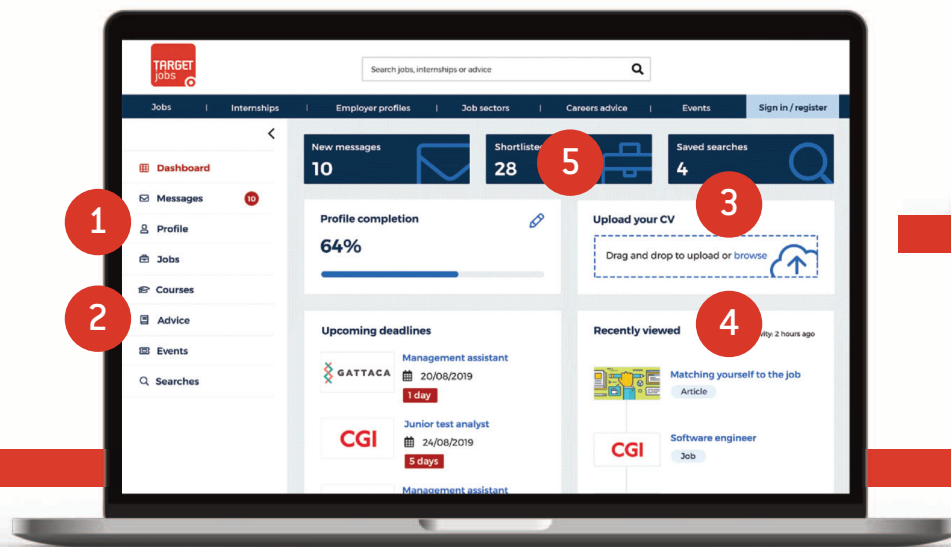 TARGET
jobs
Search jobs, internships or advice
Jobs | Internships | Employer profiles | Job sectors | Careers advice | Events Sign in / register
Dashboard
Messages 10
Profile
Jobs
Courses
Advice
Events
Searches
1
2
New messages
10
Shortlisted
28
5
Saved searches
4
3
Profile completion
64%
Upload your CV
Drag and drop to upload or browse
Upcoming deadlines
GATTACA
Management assistant
20/08/2019
1 day
CGI
Junior test analyst
24/08/2019
5 days
Management assistant
Recently viewed
4
vity: 2 hours ago
Matching yourself to the job
Article
CGI
Software engineer
Job